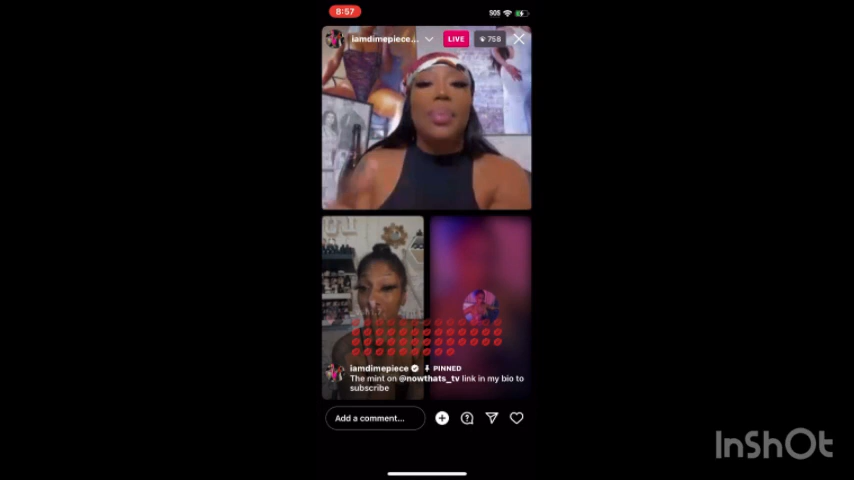 8:57
SOS
iamdimepiece...
LIVE
758
iamdimepiece
PINNED
The mint on @nowthats_tv link in my bio to
subscribe
Add a comment...
InShOt